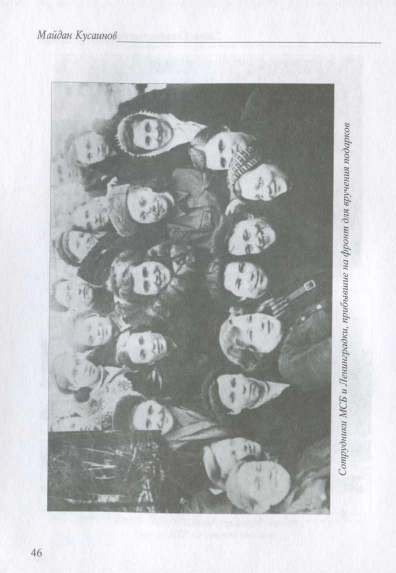 Майдан Кусаинов
Сотрудники МСБ и Ленинградки, прибывшие на фронт для вручения подарков
46